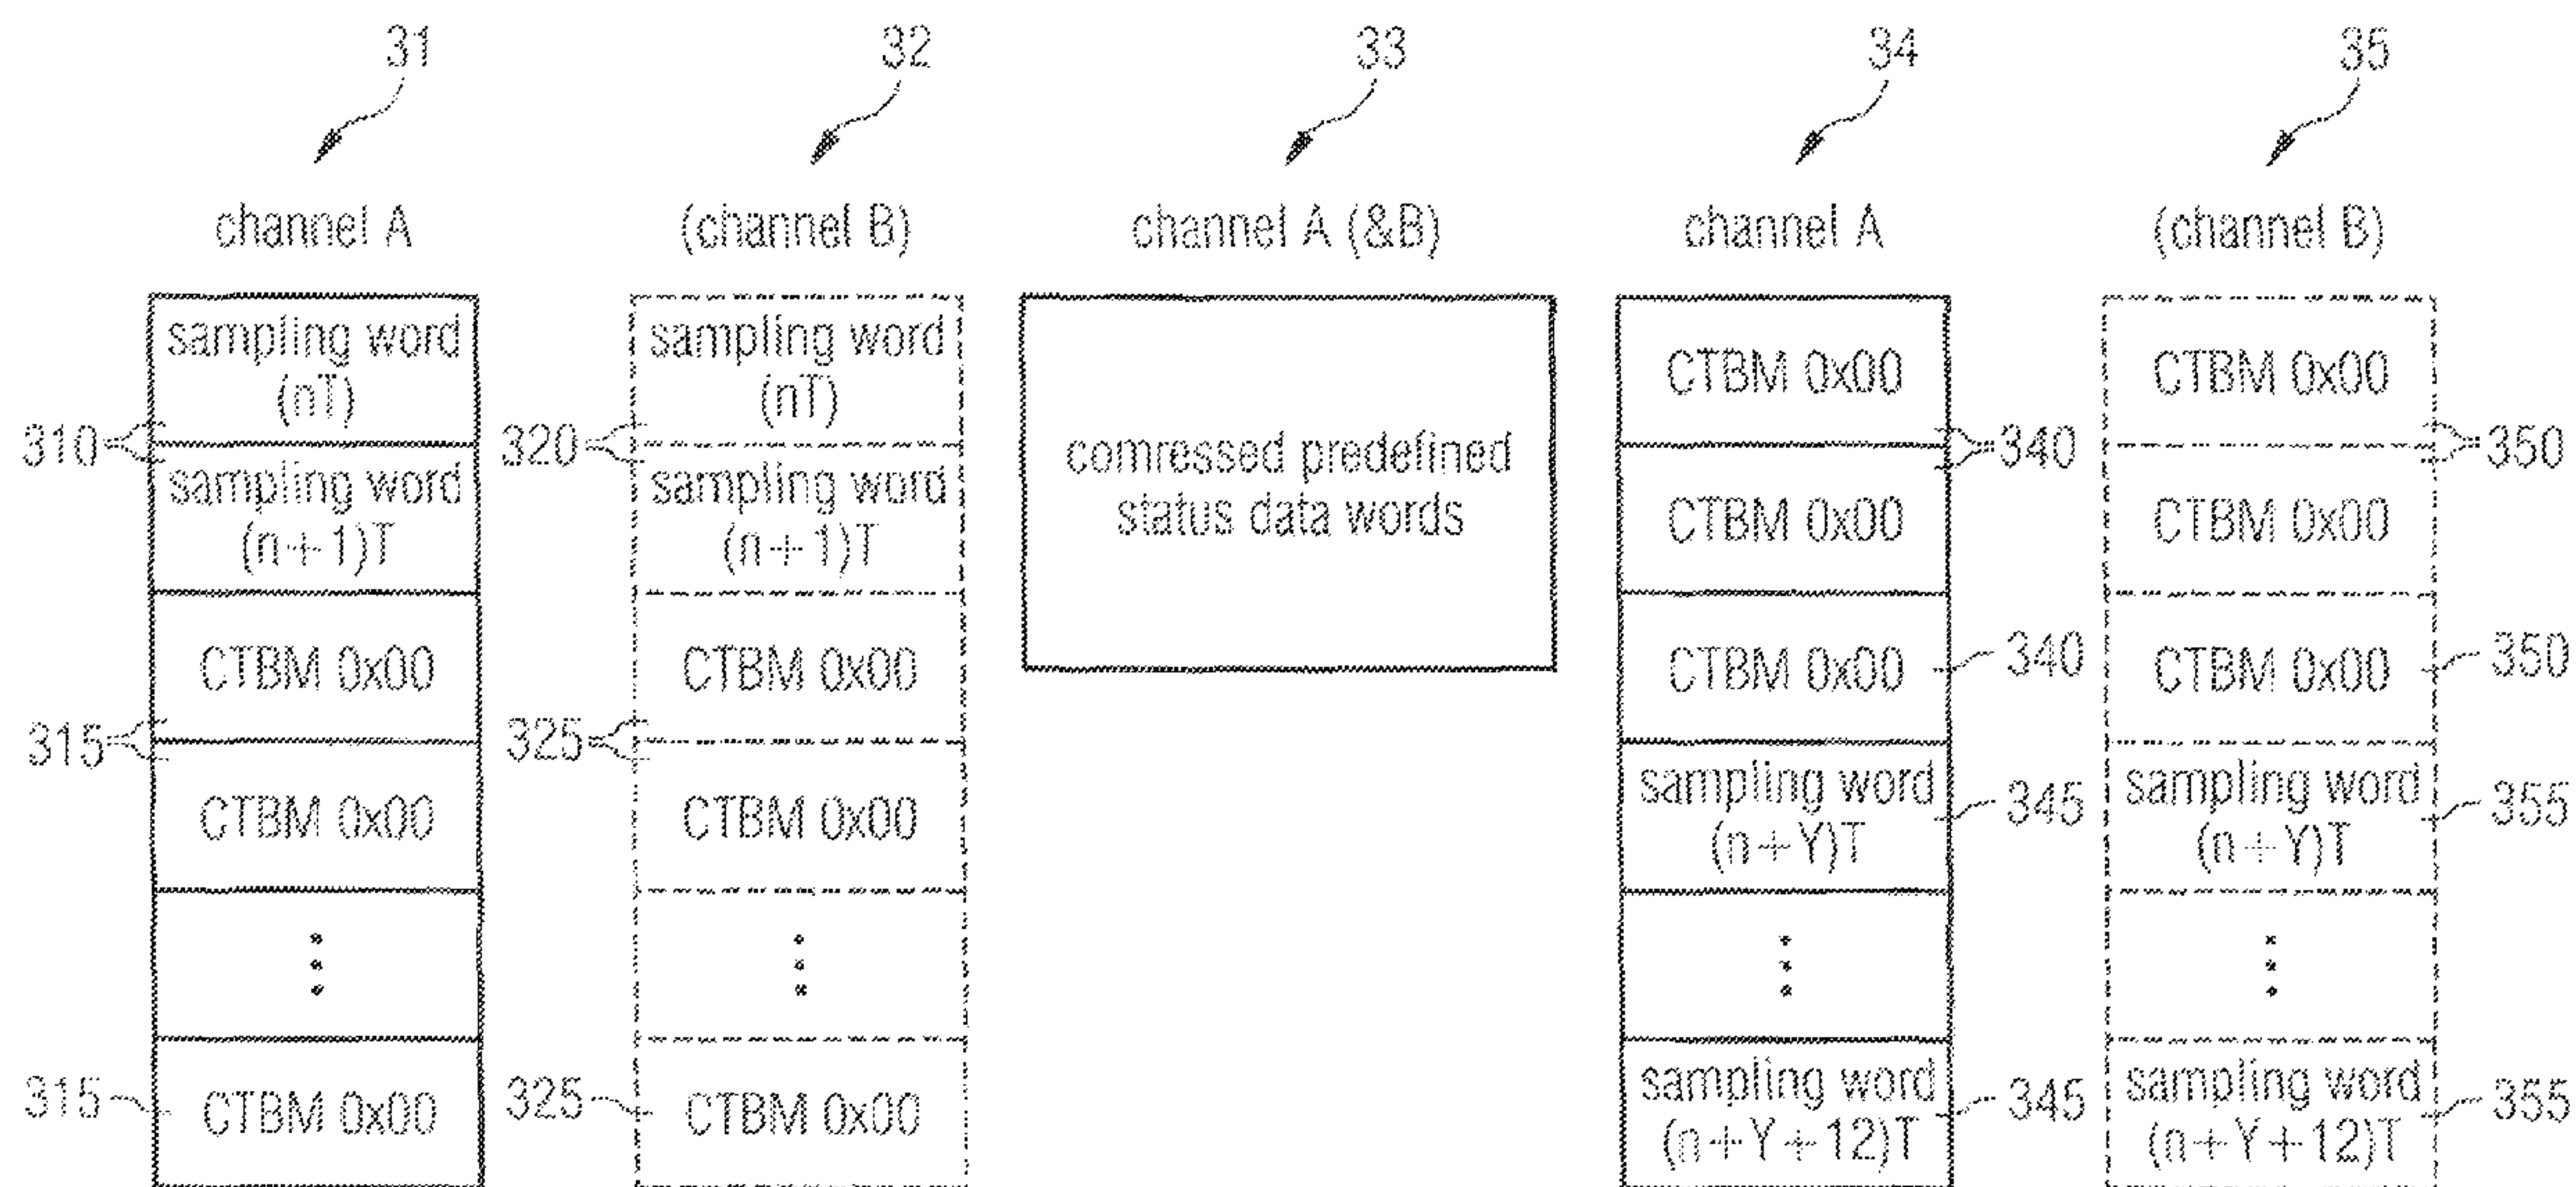 31
32
33
34
35
channel A
(channel B)
channel A (&B)
channel A
(channel B)
sampling word
(nT)
310
sampling word
(n+1)T
CTBM 0x00
315
CTBM 0x00
315
CTBM 0x00
sampling word
(nT)
320
sampling word
(n+1)T
CTBM 0x00
325
CTBM 0x00
325
CTBM 0x00
comressed predefined
status data words
CTBM 0x00
340
CTBM 0x00
CTBM 0x00
340
sampling word
(n+Y)T
345
sampling word
(n+Y+12)T
345
CTBM 0x00
350
CTBM 0x00
CTBM 0x00
350
sampling word
(n+Y)T
355
sampling word
(n+Y+12)T
355